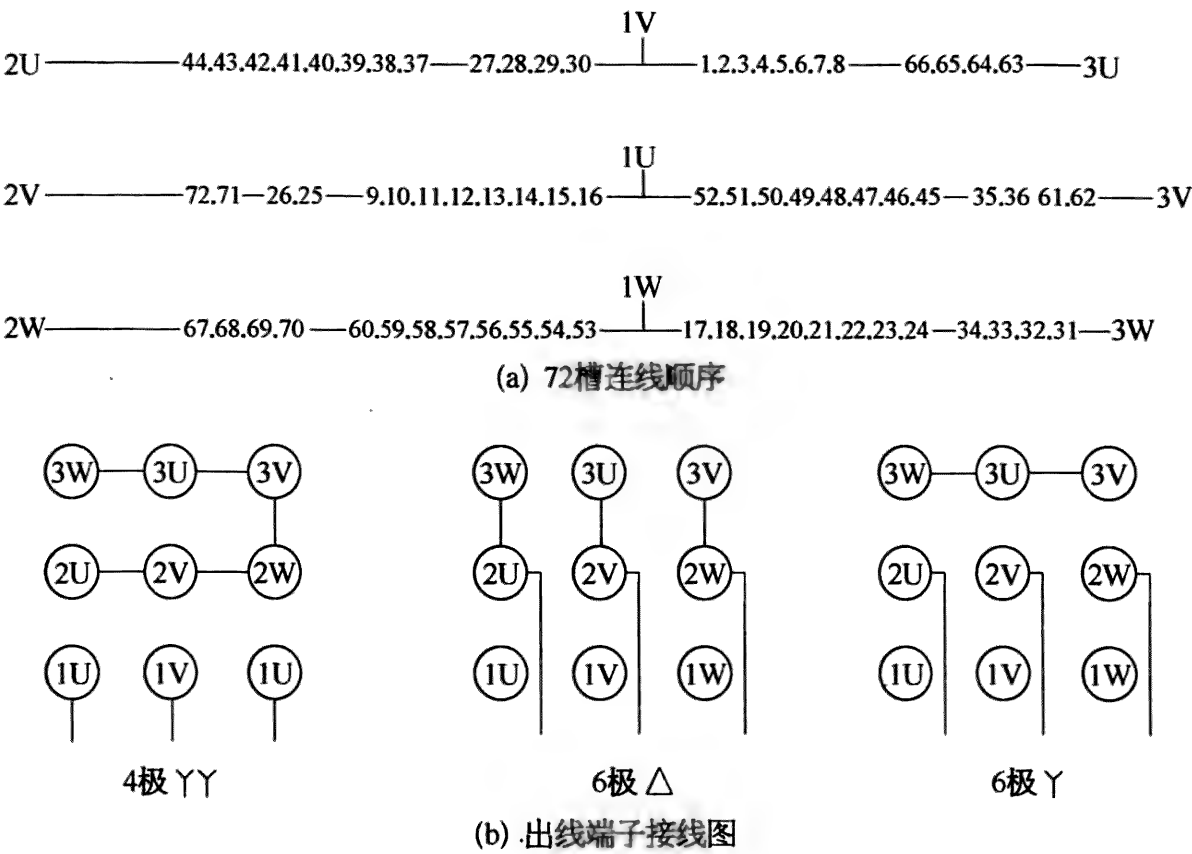 1V
2U 44.43.42.41.40.39.38.37 27.28.29.30 1.2.3.4.5.6.7.8 66.65.64.63 3U
1U
2V 72.71 26.25 9.10.11.12.13.14.15.16 52.51.50.49.48.47.46.45 35.36 61.62 3V
1W
2W 67.68.69.70 60.59.58.57.56.55.54.53 17.18.19.20.21.22.23.24 34.33.32.31 3W
(a) 72槽连线顺序
3W 3U 3V 3W 3U 3V 3W 3U 3V
2U 2V 2W 2U 2V 2W 2U 2V 2W
1U 1V 1U 1U 1V 1W 1U 1V 1W
4极 YY 6极 △ 6极 Y
(b) .出线端子接线图